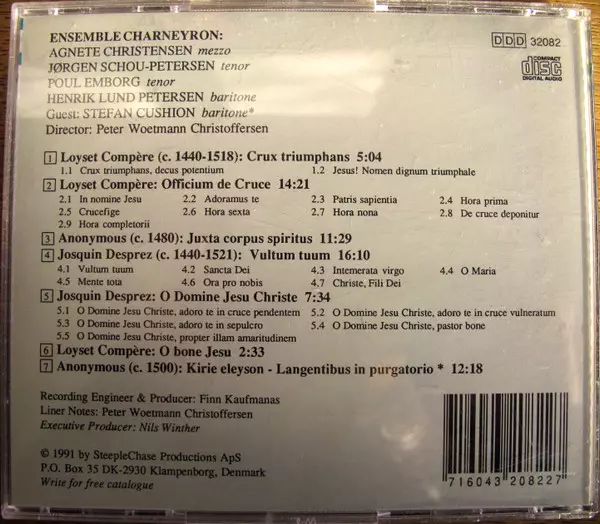 ENSEMBLE CHARNEYRON:
AGNETE CHRISTENSEN mezzo
JØRGEN SCHOU-PETERSEN tenor
POUL EMBORG tenor
HENRIK LUND PETERSEN baritone
Guest: STEFAN CUSHION baritone*
Director: Peter Woetmann Christoffersen
DDD 32082
COMPACT
disc
DIGITAL AUDIO
1 Loyset Compère (c. 1440-1518): Crux triumphans 5:04
1.1 Crux triumphans, decus potentium 1.2 Jesus! Nomen dignum triumphale
2 Loyset Compère: Officium de Cruce 14:21
2.1 In nomine Jesu 2.2 Adoramus te 2.3 Patris sapientia 2.4 Hora prima
2.5 Crucefige 2.6 Hora sexta 2.7 Hora nona 2.8 De cruce deponitur
2.9 Hora completorii
3 Anonymous (c. 1480): Juxta corpus spiritus 11:29
4 Josquin Desprez (c. 1440-1521): Vultum tuum 16:10
4.1 Vultum tuum 4.2 Sancta Dei 4.3 Intemerata virgo 4.4 O Maria
4.5 Mente tota 4.6 Ora pro nobis 4.7 Christe, Fili Dei
5 Josquin Desprez: O Domine Jesu Christe 7:34
5.1 O Domine Jesu Christe, adoro te in cruce pendentem 5.2 O Domine Jesu Christe, adoro te in cruce vulneratum
5.3 O Domine Jesu Christe, adoro te in sepulcro 5.4 O Domine Jesu Christe, pastor bone
5.5 O Domine Jesu Christe, propter illam amaritudinem
6 Loyset Compère: O bone Jesu 2:33
7 Anonymous (c. 1500): Kirie eleyson - Langentibus in purgatorio * 12:18
Recording Engineer & Producer: Finn Kaufmanas
Liner Notes: Peter Woetmann Christoffersen
Executive Producer: Nils Winther
© 1991 by SteepleChase Productions ApS
P.O. Box 35 DK-2930 Klampenborg, Denmark
Write for free catalogue
716043 208227